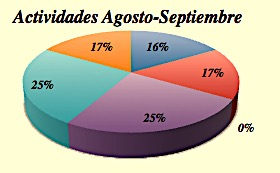 Actividades Agosto-Septiembre
17% 16%
25% 17%
25% 0%